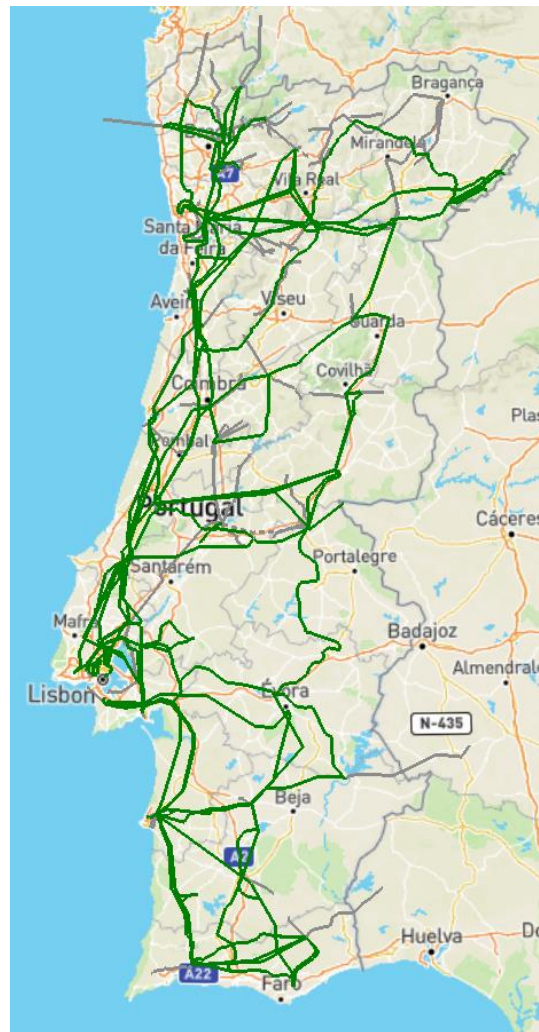 Bragança
Mirandela
A7
Vila Real
Santa Maria
da Feira
Aveiro
Viseu
Guarda
Coimbra
Covilhã
Pombal
Portugal
Cáceres
Portalegre
Santarém
Mafra
Badajoz
Almendrale
Lisbon
Évora
N-435
Beja
A2
Huelva
A22
Faro